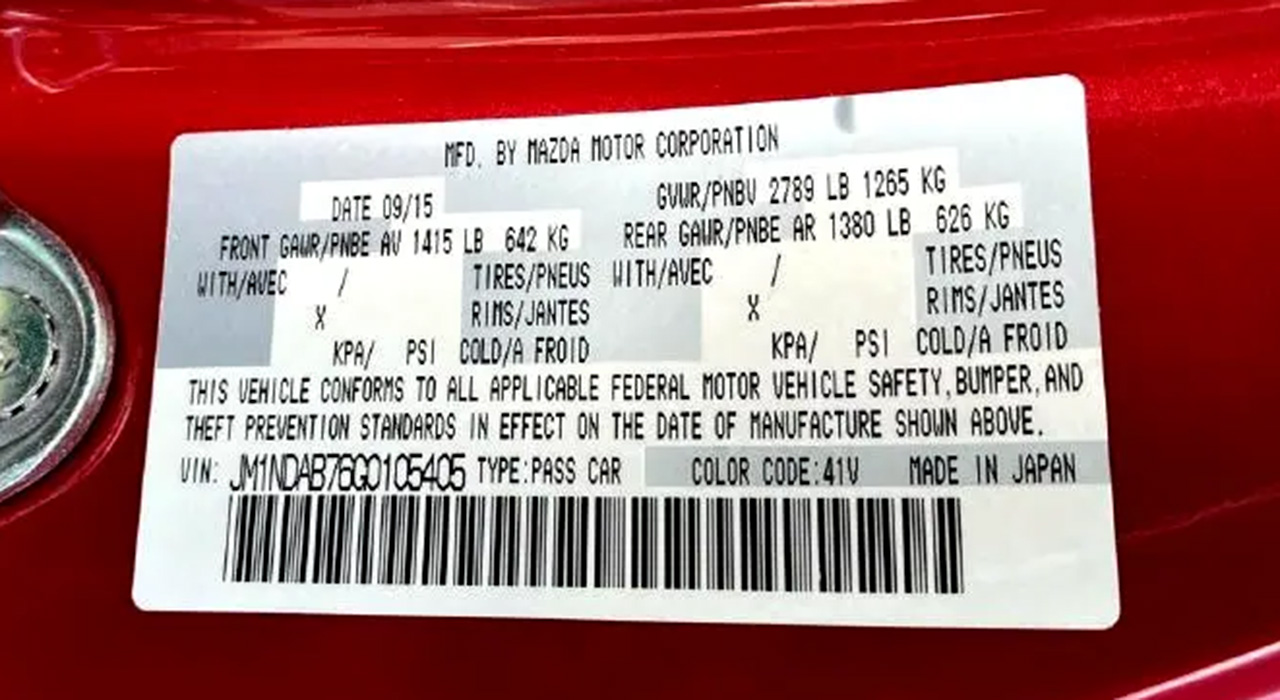 MFD. BY MAZDA MOTOR CORPORATION
DATE 09/15 GVWR/PNBV 2789 LB 1265 KG
FRONT GAWR/PNBE AV 1415 LB 642 KG REAR GAWR/PNBE AR 1380 LB 626 KG
WITH/AVEC / TIRES/PNEUS WITH/AVEC / TIRES/PNEUS
X RIMS/JANTES X RIMS/JANTES
KPA/ PSI COLD/A FROID KPA/ PSI COLD/A FROID
THIS VEHICLE CONFORMS TO ALL APPLICABLE FEDERAL MOTOR VEHICLE SAFETY,BUMPER,AND
THEFT PREVENTION STANDARDS IN EFFECT ON THE DATE OF MANUFACTURE SHOWN ABOVE.
VIN: JM1NDAB76G0105405 TYPE:PASS CAR COLOR CODE:41V MADE IN JAPAN